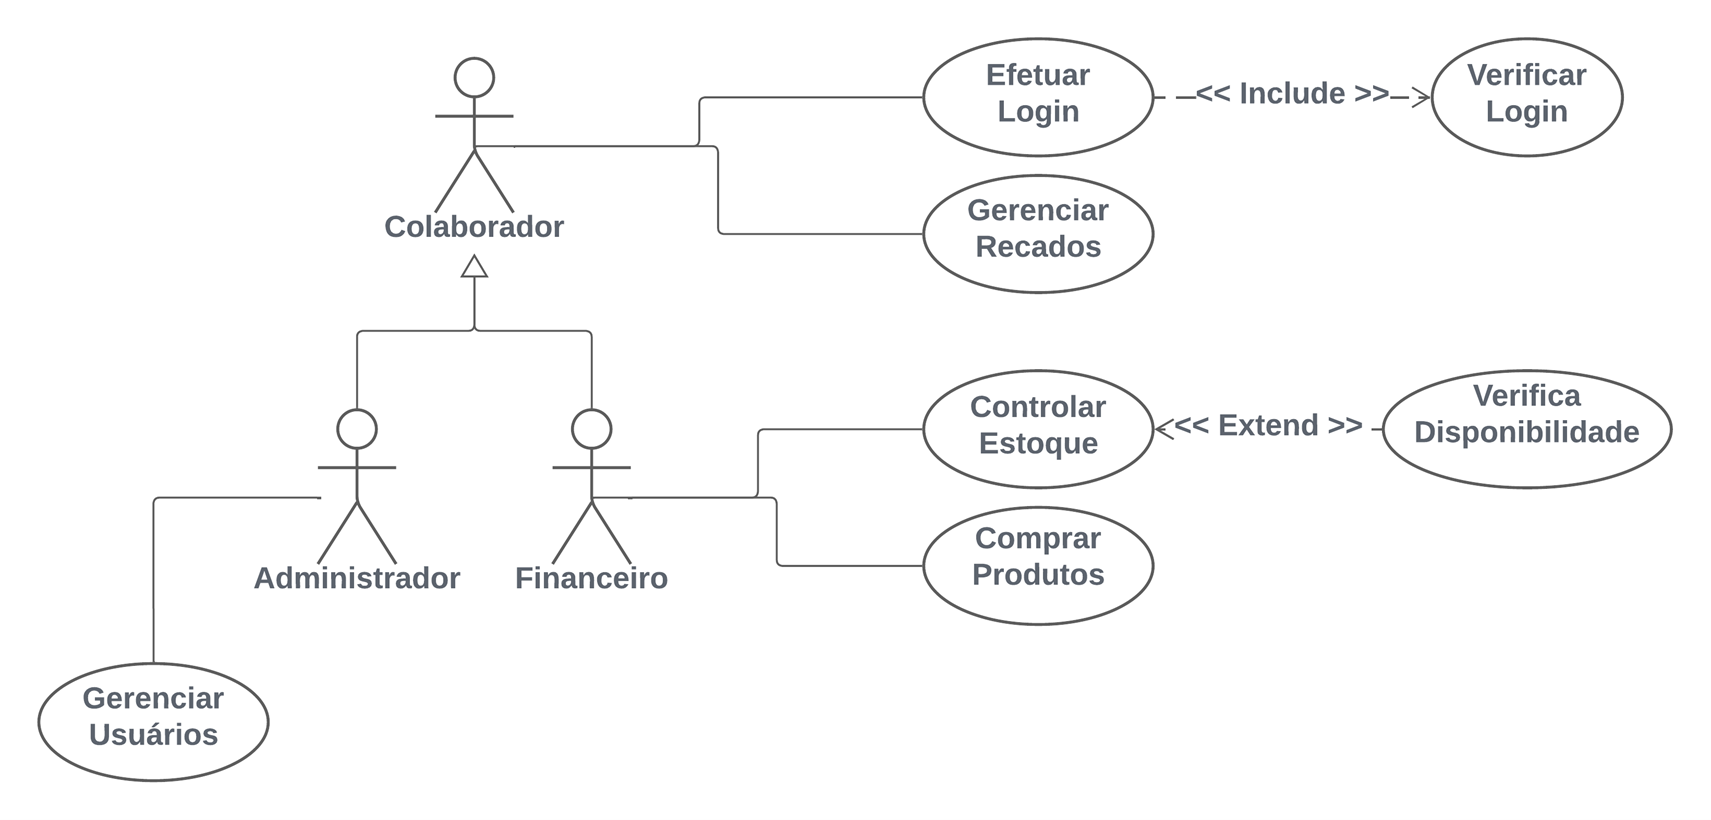 Efetuar
Login
<< Include >>
Verificar
Login
Gerenciar
Recados
Colaborador
Controlar
Estoque
<< Extend >>
Verifica
Disponibilidade
Comprar
Produtos
Administrador
Financeiro
Gerenciar
Usuários